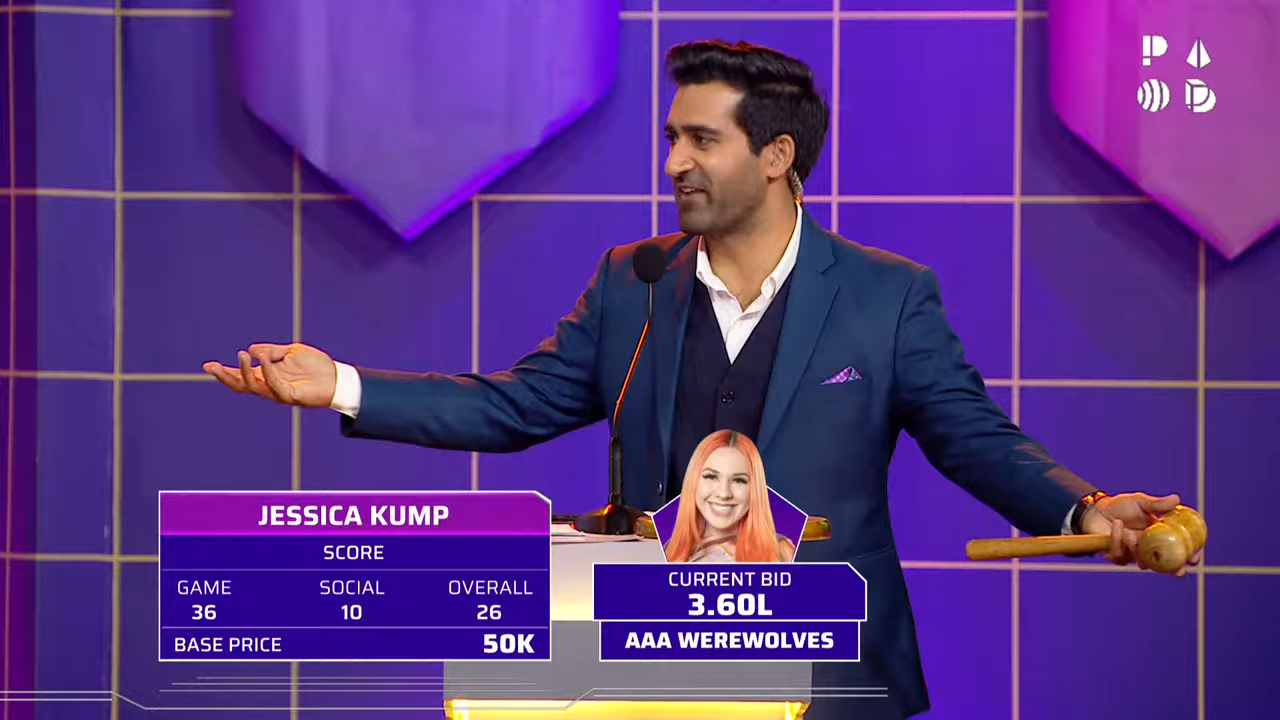 JESSICA KUMP
SCORE
GAME SOCIAL OVERALL
36 10 26
BASE PRICE 50K
CURRENT BID
3.60L
AAA WEREWOLVES